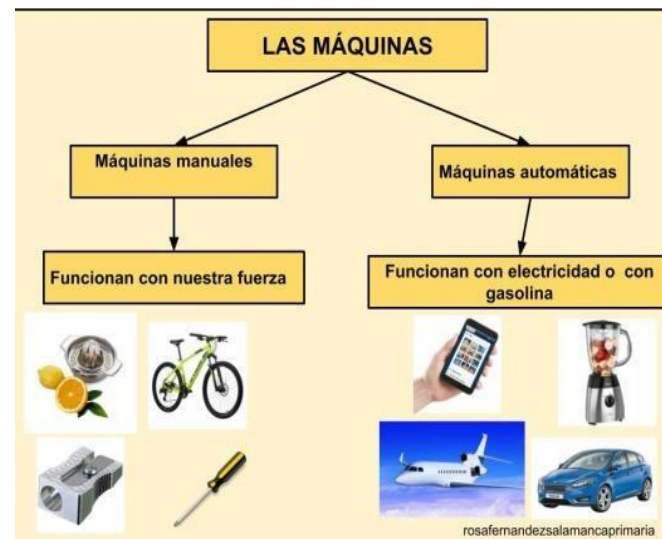 LAS MÁQUINAS
Máquinas manuales
Máquinas automáticas
Funcionan con nuestra fuerza
Funcionan con electricidad o con
gasolina
rosafernandezsalamancaprimaria